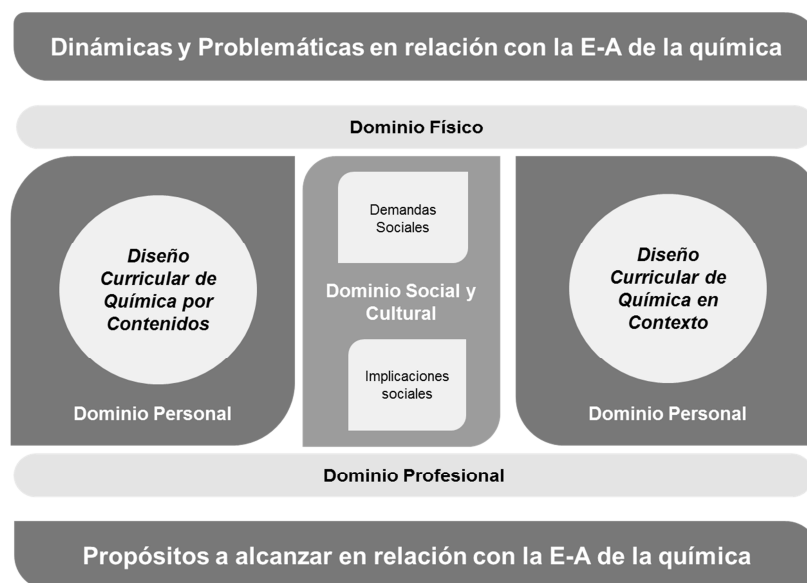 Dinámicas y Problemáticas en relación con la E-A de la química
Dominio Físico
Diseño
Curricular de
Química por
Contenidos
Dominio Personal
Demandas
Sociales
Dominio Social y
Cultural
Implicaciones
sociales
Diseño
Curricular de
Química en
Contexto
Dominio Personal
Dominio Profesional
Propósitos a alcanzar en relación con la E-A de la química